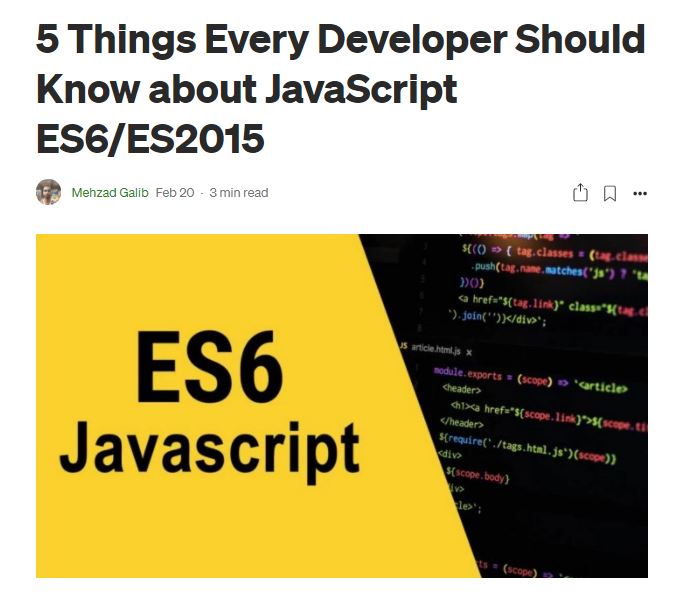 5 Things Every Developer Should
Know about JavaScript
ES6/ES2015
Mehzad Galib Feb 20 · 3 min read
ES6
Javascript
${(() => { tag.classes = (tag.classe
.push(tag.name.matches('js') ? 'ta
})()}
<a href="${tag.link}" class="${tag.cl
`).join('')}</div>`;
JS article.html.js x
module.exports = (scope) => `<article>
<header>
<h1><a href="${scope.link}">${scope.ti
</header>
${require('./tags.html.js')(scope)}
<div>
${scope.body}
iv>
cle>`;
ts = (scope) =>